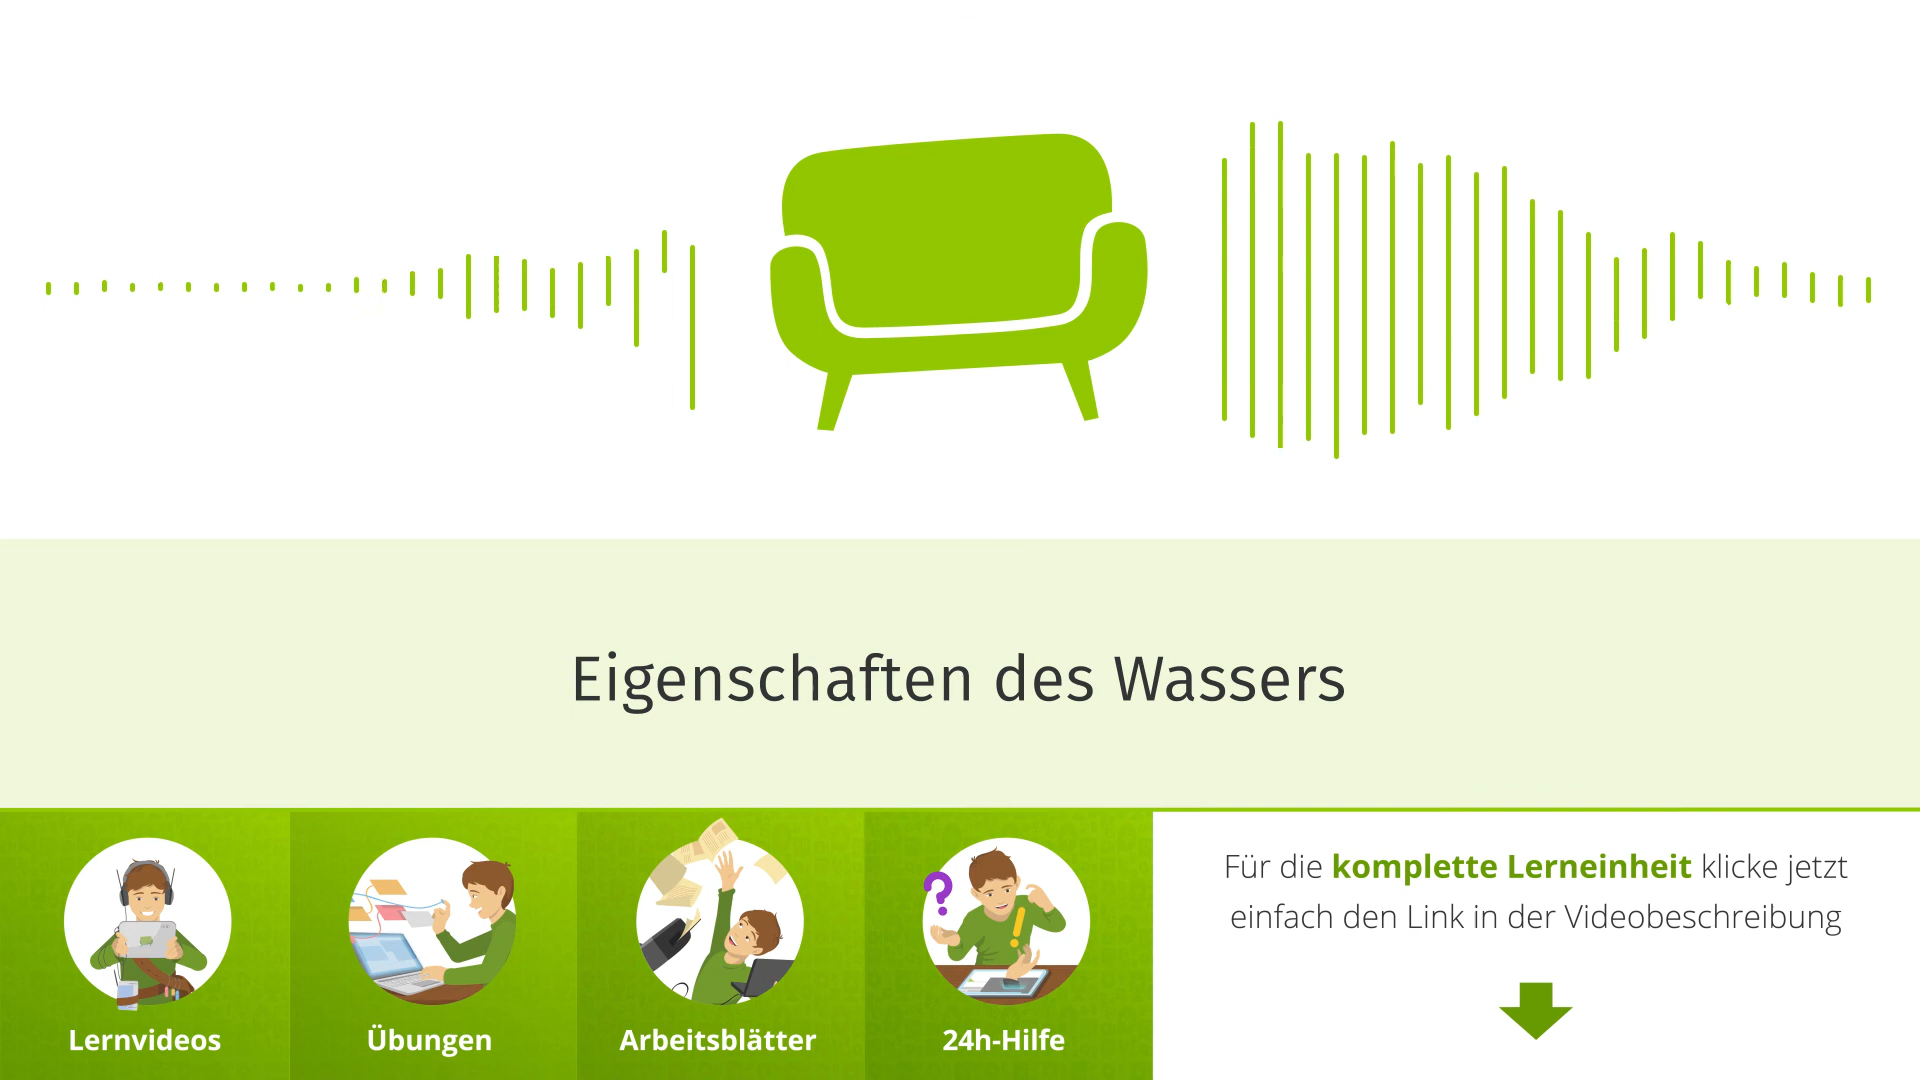 Eigenschaften des Wassers
Lernvideos
Übungen
Arbeitsblätter
24h-Hilfe
Für die komplette Lerneinheit klicke jetzt
einfach den Link in der Videobeschreibung